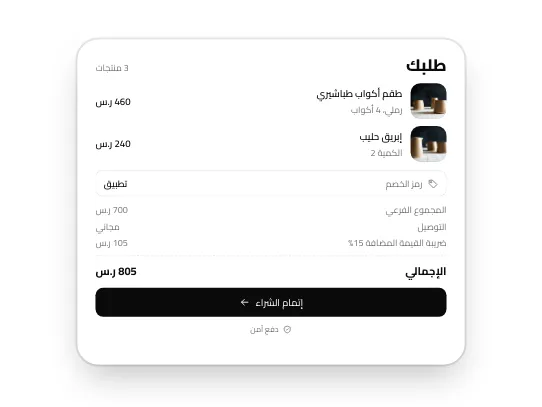 طلبك
3 منتجات
طقم أكواب طباشيري
460 ر.س
رملي، 4 أكواب
إبريق حليب
240 ر.س
الكمية 2
رمز الخصم
تطبيق
المجموع الفرعي
700 ر.س
التوصيل
مجاني
ضريبة القيمة المضافة 15%
105 ر.س
الإجمالي
805 ر.س
إتمام الشراء
دفع آمن